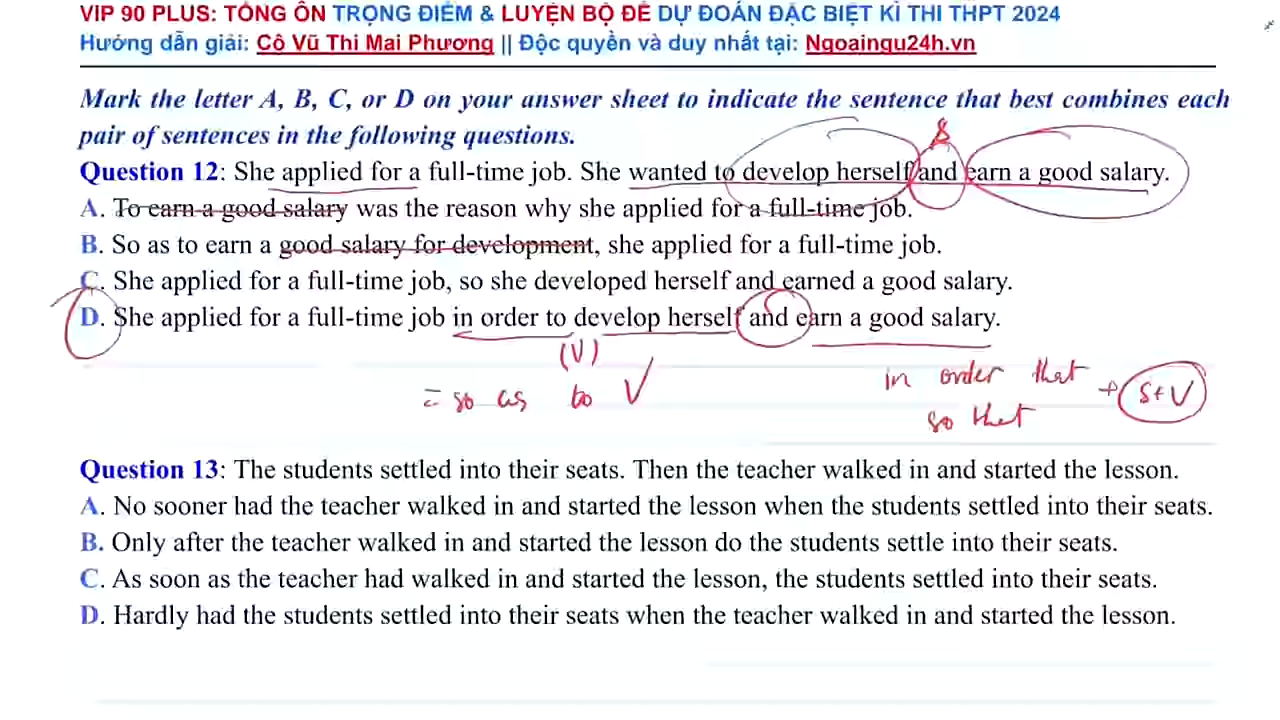 VIP 90 PLUS: TỔNG ÔN TRỌNG ĐIỂM & LUYỆN BỘ ĐỀ DỰ ĐOÁN ĐẶC BIỆT KÌ THI THPT 2024
Hướng dẫn giải: Cô Vũ Thi Mai Phương || Độc quyền và duy nhất tại: Ngoaingu24h.vn
Mark the letter A, B, C, or D on your answer sheet to indicate the sentence that best combines each
pair of sentences in the following questions.
&
Question 12: She applied for a full-time job. She wanted to develop herself and earn a good salary.
A. To earn a good salary was the reason why she applied for a full-time job.
B. So as to earn a good salary for development, she applied for a full-time job.
C. She applied for a full-time job, so she developed herself and earned a good salary.
D. She applied for a full-time job in order to develop herself and earn a good salary.
(V)
= so as to V
in order that
so that + S+V
Question 13: The students settled into their seats. Then the teacher walked in and started the lesson.
A. No sooner had the teacher walked in and started the lesson when the students settled into their seats.
B. Only after the teacher walked in and started the lesson do the students settle into their seats.
C. As soon as the teacher had walked in and started the lesson, the students settled into their seats.
D. Hardly had the students settled into their seats when the teacher walked in and started the lesson.